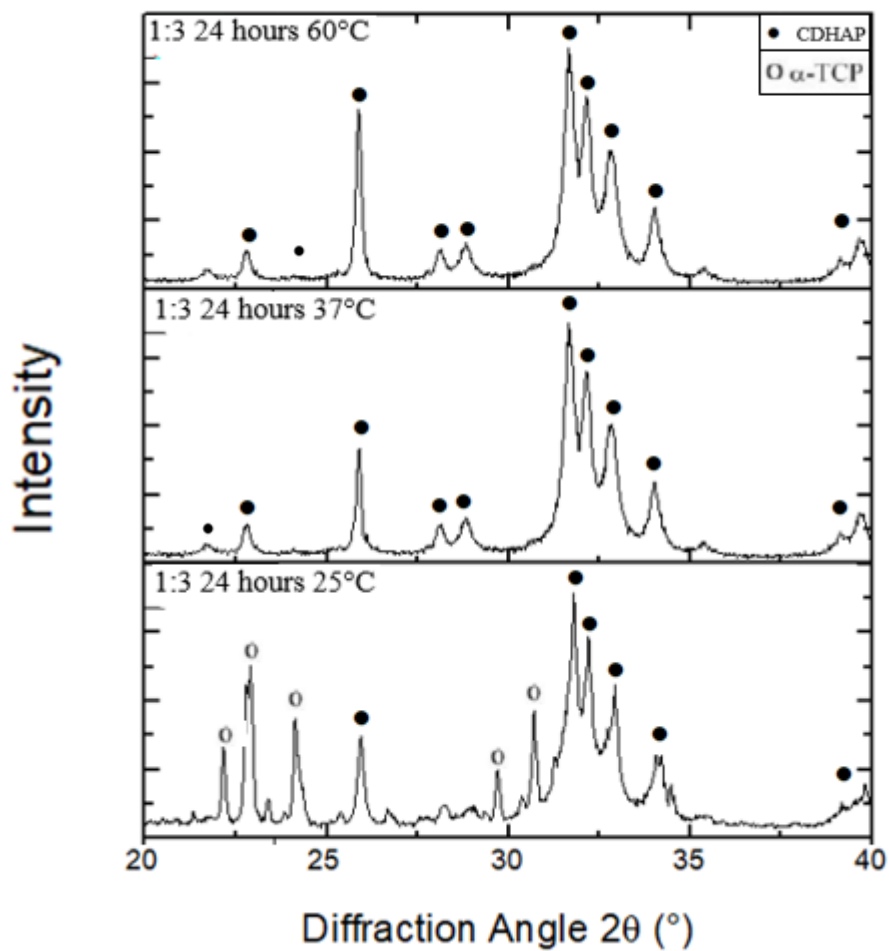 1:3 24 hours 60°C
● CDHAP
O α-TCP
1:3 24 hours 37°C
1:3 24 hours 25°C
Intensity
20 25 30 35 40
Diffraction Angle 2θ (°)